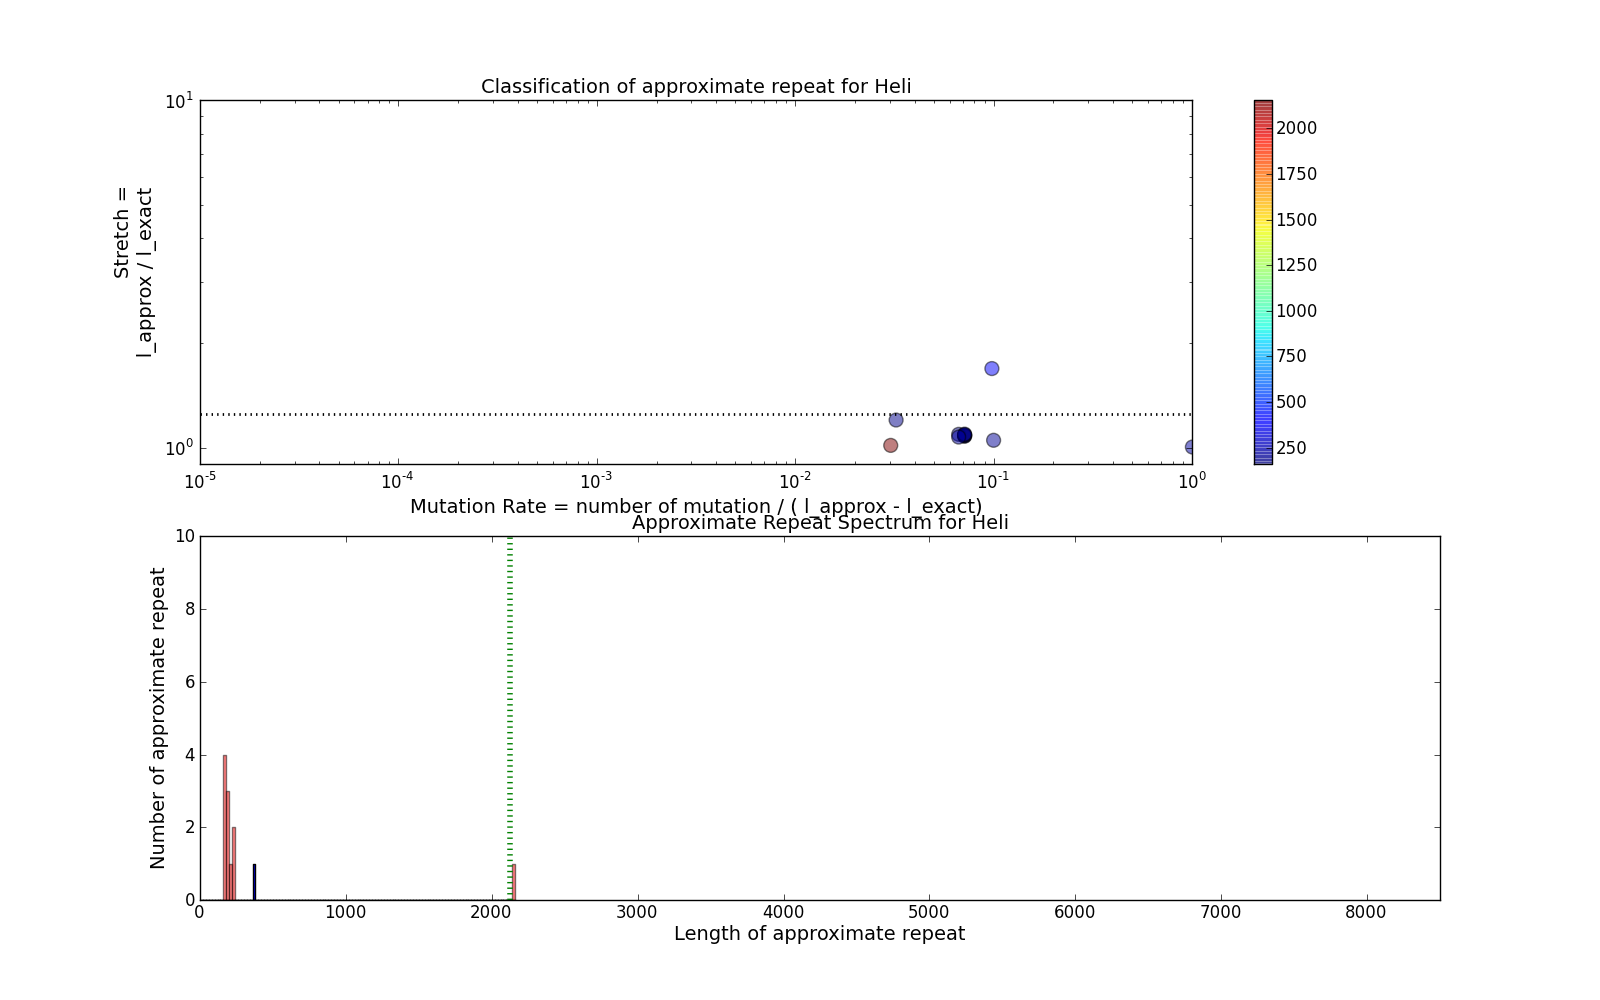 Classification of approximate repeat for Heli
10^1
10^0
Stretch =
l_approx / l_exact
10^-5 10^-4 10^-3 10^-2 10^-1 10^0
Mutation Rate = number of mutation / ( l_approx - l_exact)
2000
1750
1500
1250
1000
750
500
250
Approximate Repeat Spectrum for Heli
10
8
6
4
2
0
Number of approximate repeat
0 1000 2000 3000 4000 5000 6000 7000 8000
Length of approximate repeat